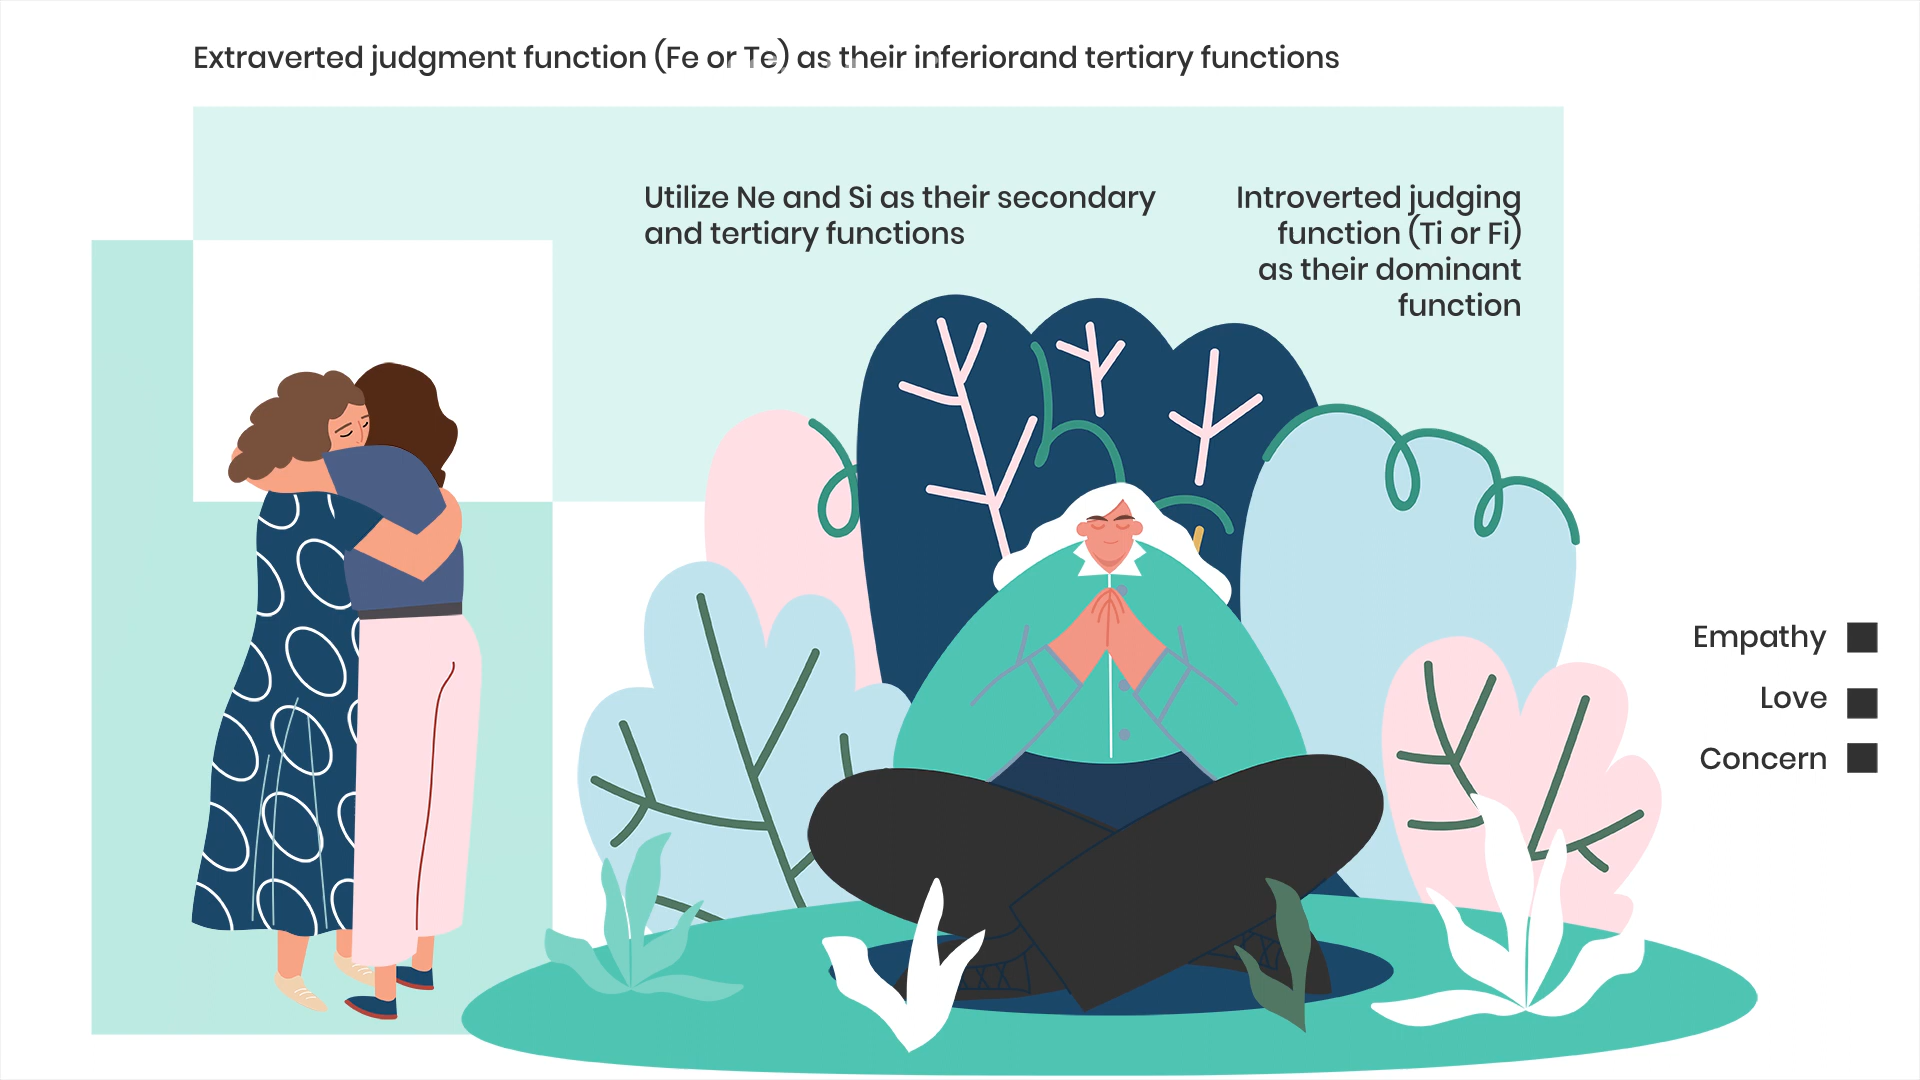 Extraverted judgment function (Fe or Te) as their inferiorand tertiary functions
Utilize Ne and Si as their secondary
and tertiary functions
Introverted judging
function (Ti or Fi)
as their dominant
function
Empathy
Love
Concern